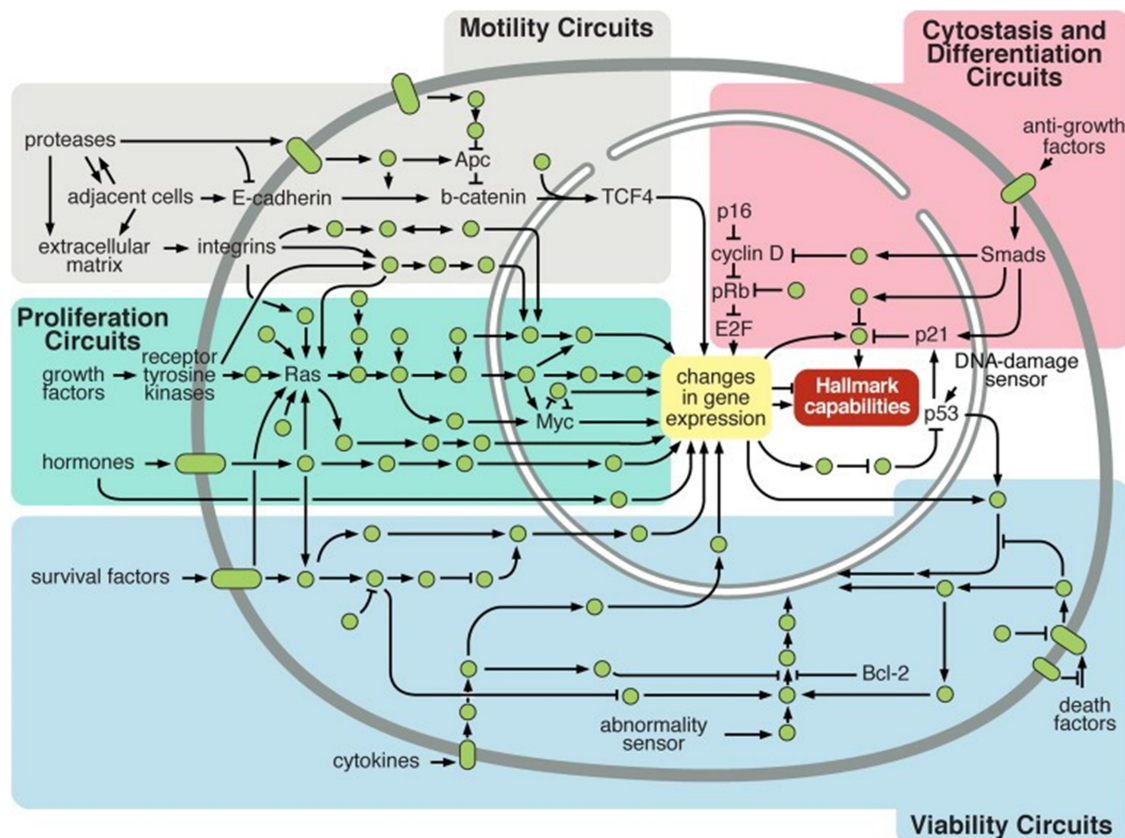 Motility Circuits
Cytostasis and
Differentiation
Circuits
proteases
anti-growth
factors
Apc
adjacent cells
E-cadherin
b-catenin
TCF4
p16
extracellular
matrix
integrins
cyclin D
Smads
pRb
Proliferation
Circuits
E2F
p21
growth
factors
receptor
tyrosine
kinases
Ras
DNA-damage
sensor
changes
in gene
expression
Hallmark
capabilities
Myc
p53
hormones
survival factors
Bcl-2
abnormality
sensor
death
factors
cytokines
Viability Circuits